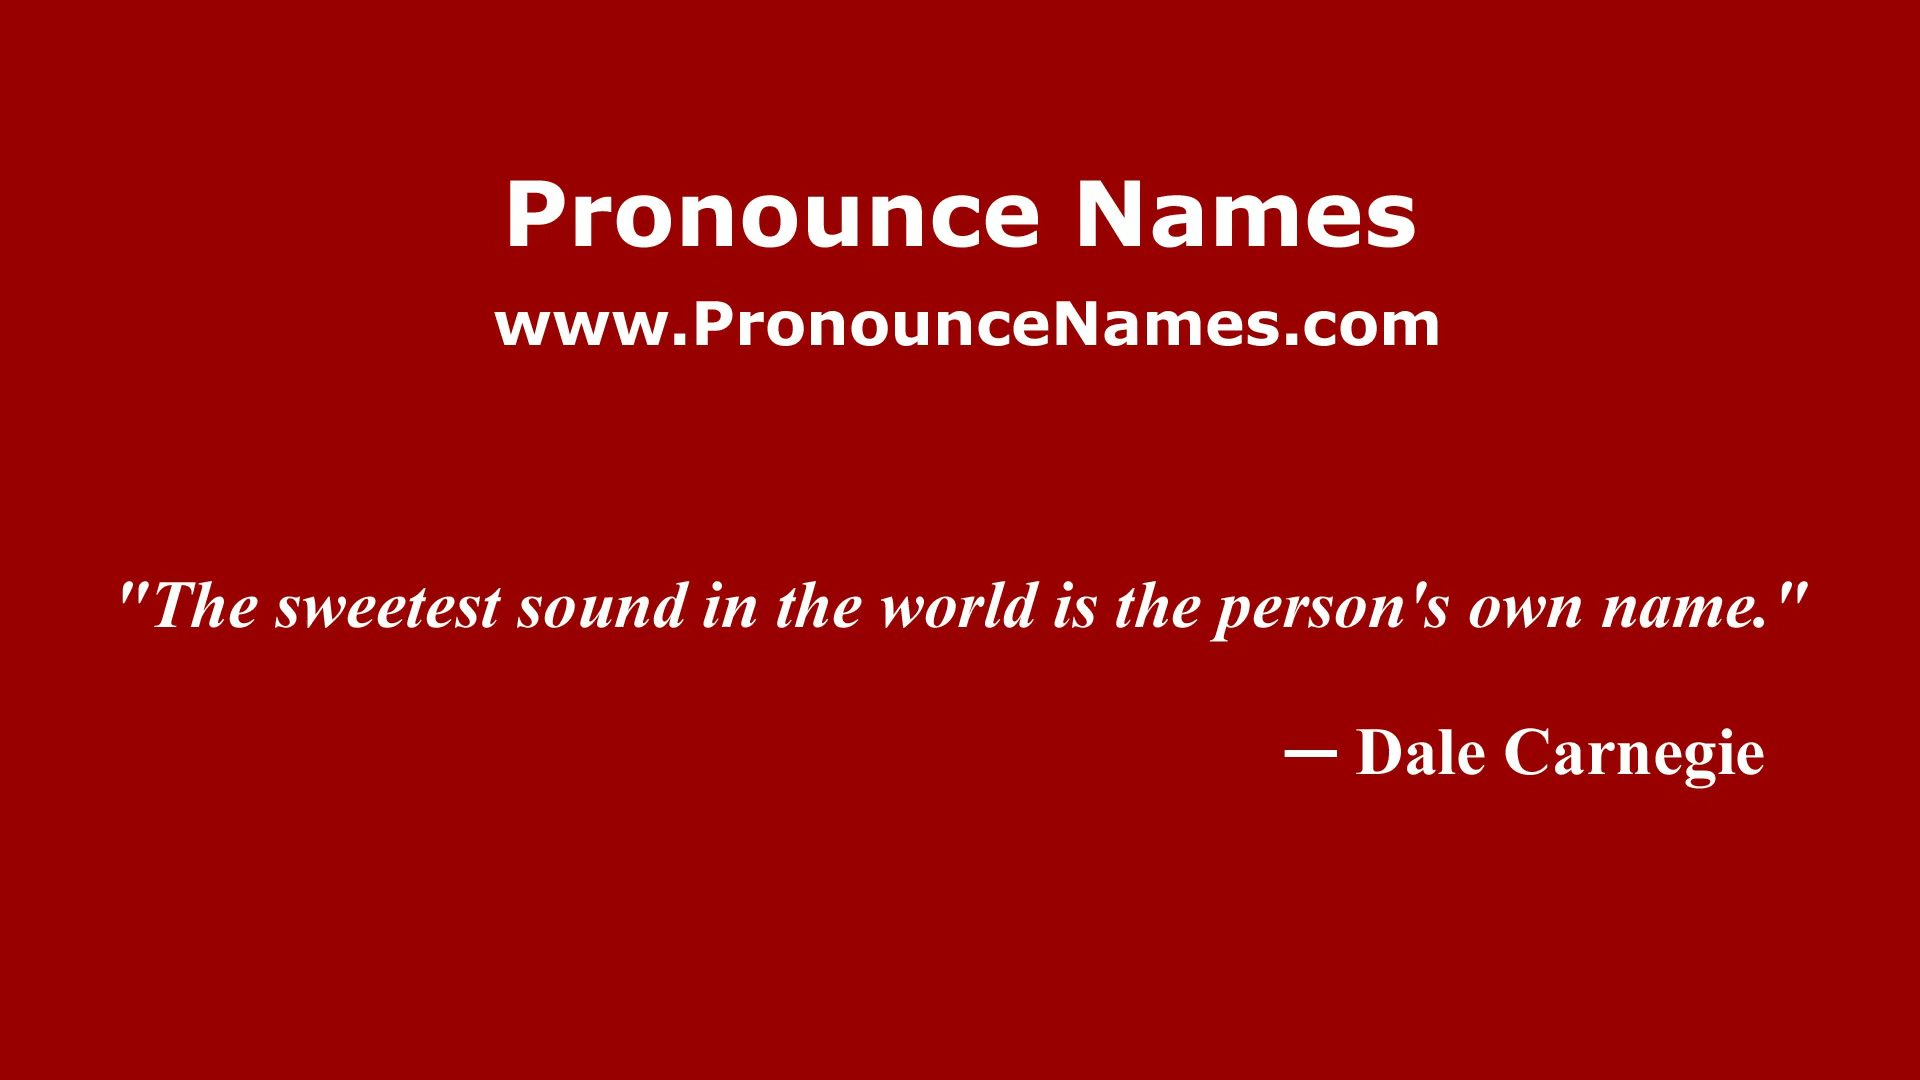 Pronounce Names
www.PronounceNames.com
"The sweetest sound in the world is the person's own name."
— Dale Carnegie